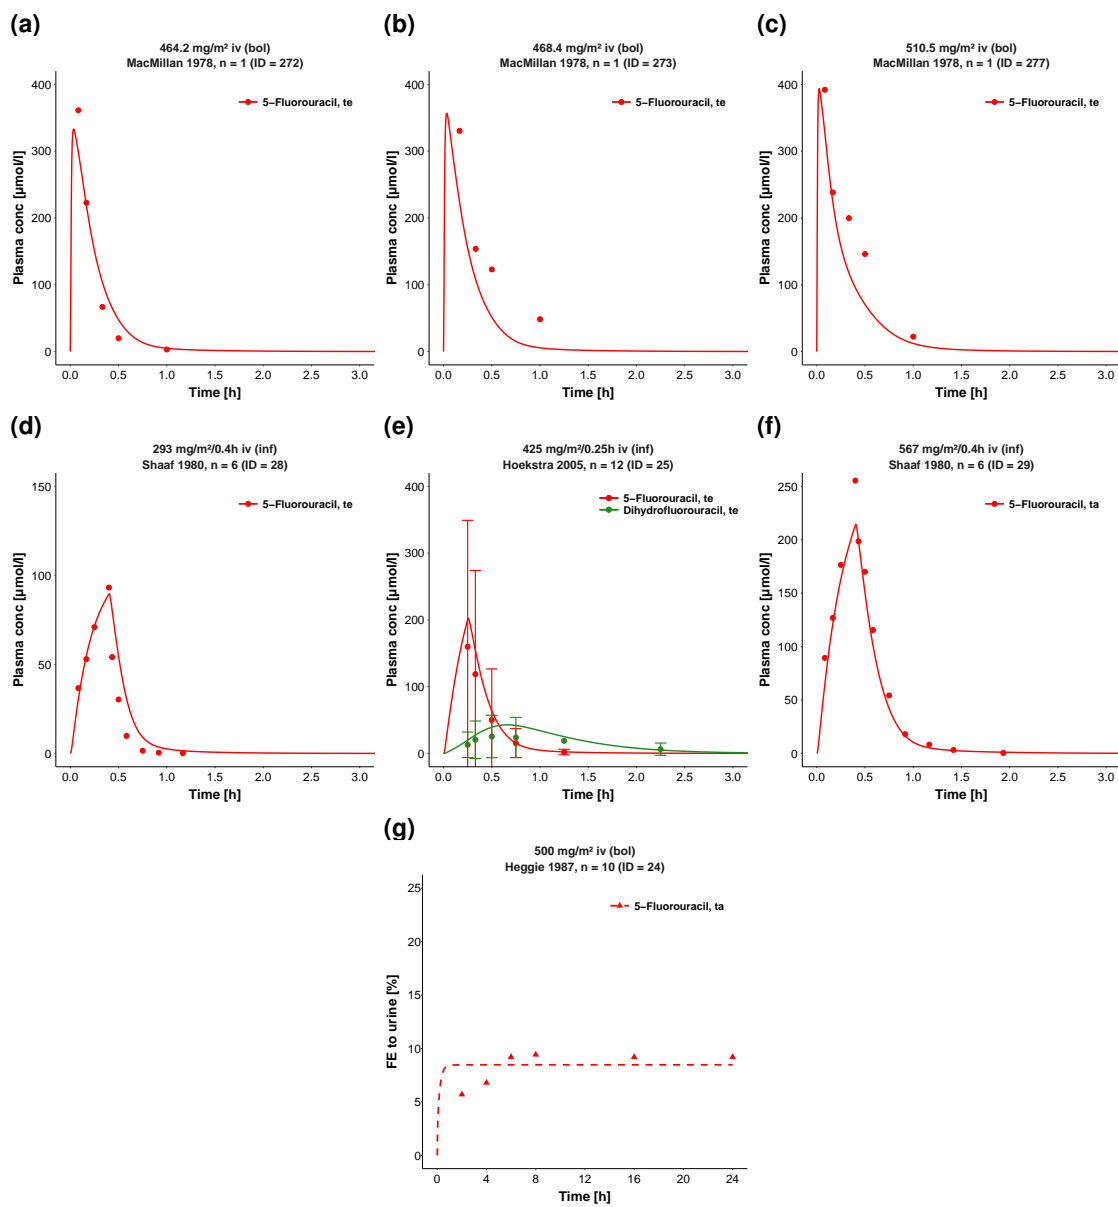 (a)
464.2 mg/m² iv (bol)
MacMillan 1978, n = 1 (ID = 272)
5−Fluorouracil, te
Plasma conc [µmol/l]
400
300
200
100
0
0.0 0.5 1.0 1.5 2.0 2.5 3.0
Time [h]
(b)
468.4 mg/m² iv (bol)
MacMillan 1978, n = 1 (ID = 273)
5−Fluorouracil, te
Plasma conc [µmol/l]
400
300
200
100
0
0.0 0.5 1.0 1.5 2.0 2.5 3.0
Time [h]
(c)
510.5 mg/m² iv (bol)
MacMillan 1978, n = 1 (ID = 277)
5−Fluorouracil, te
Plasma conc [µmol/l]
400
300
200
100
0
0.0 0.5 1.0 1.5 2.0 2.5 3.0
Time [h]
(d)
293 mg/m²/0.4h iv (inf)
Shaaf 1980, n = 6 (ID = 28)
5−Fluorouracil, te
Plasma conc [µmol/l]
150
100
50
0
0.0 0.5 1.0 1.5 2.0 2.5 3.0
Time [h]
(e)
425 mg/m²/0.25h iv (inf)
Hoekstra 2005, n = 12 (ID = 25)
5−Fluorouracil, te
Dihydrofluorouracil, te
Plasma conc [µmol/l]
400
300
200
100
0
0.0 0.5 1.0 1.5 2.0 2.5 3.0
Time [h]
(f)
567 mg/m²/0.4h iv (inf)
Shaaf 1980, n = 6 (ID = 29)
5−Fluorouracil, ta
Plasma conc [µmol/l]
250
200
150
100
50
0
0.0 0.5 1.0 1.5 2.0 2.5 3.0
Time [h]
(g)
500 mg/m² iv (bol)
Heggie 1987, n = 10 (ID = 24)
5−Fluorouracil, ta
FE to urine [%]
25
20
15
10
5
0
0 4 8 12 16 20 24
Time [h]